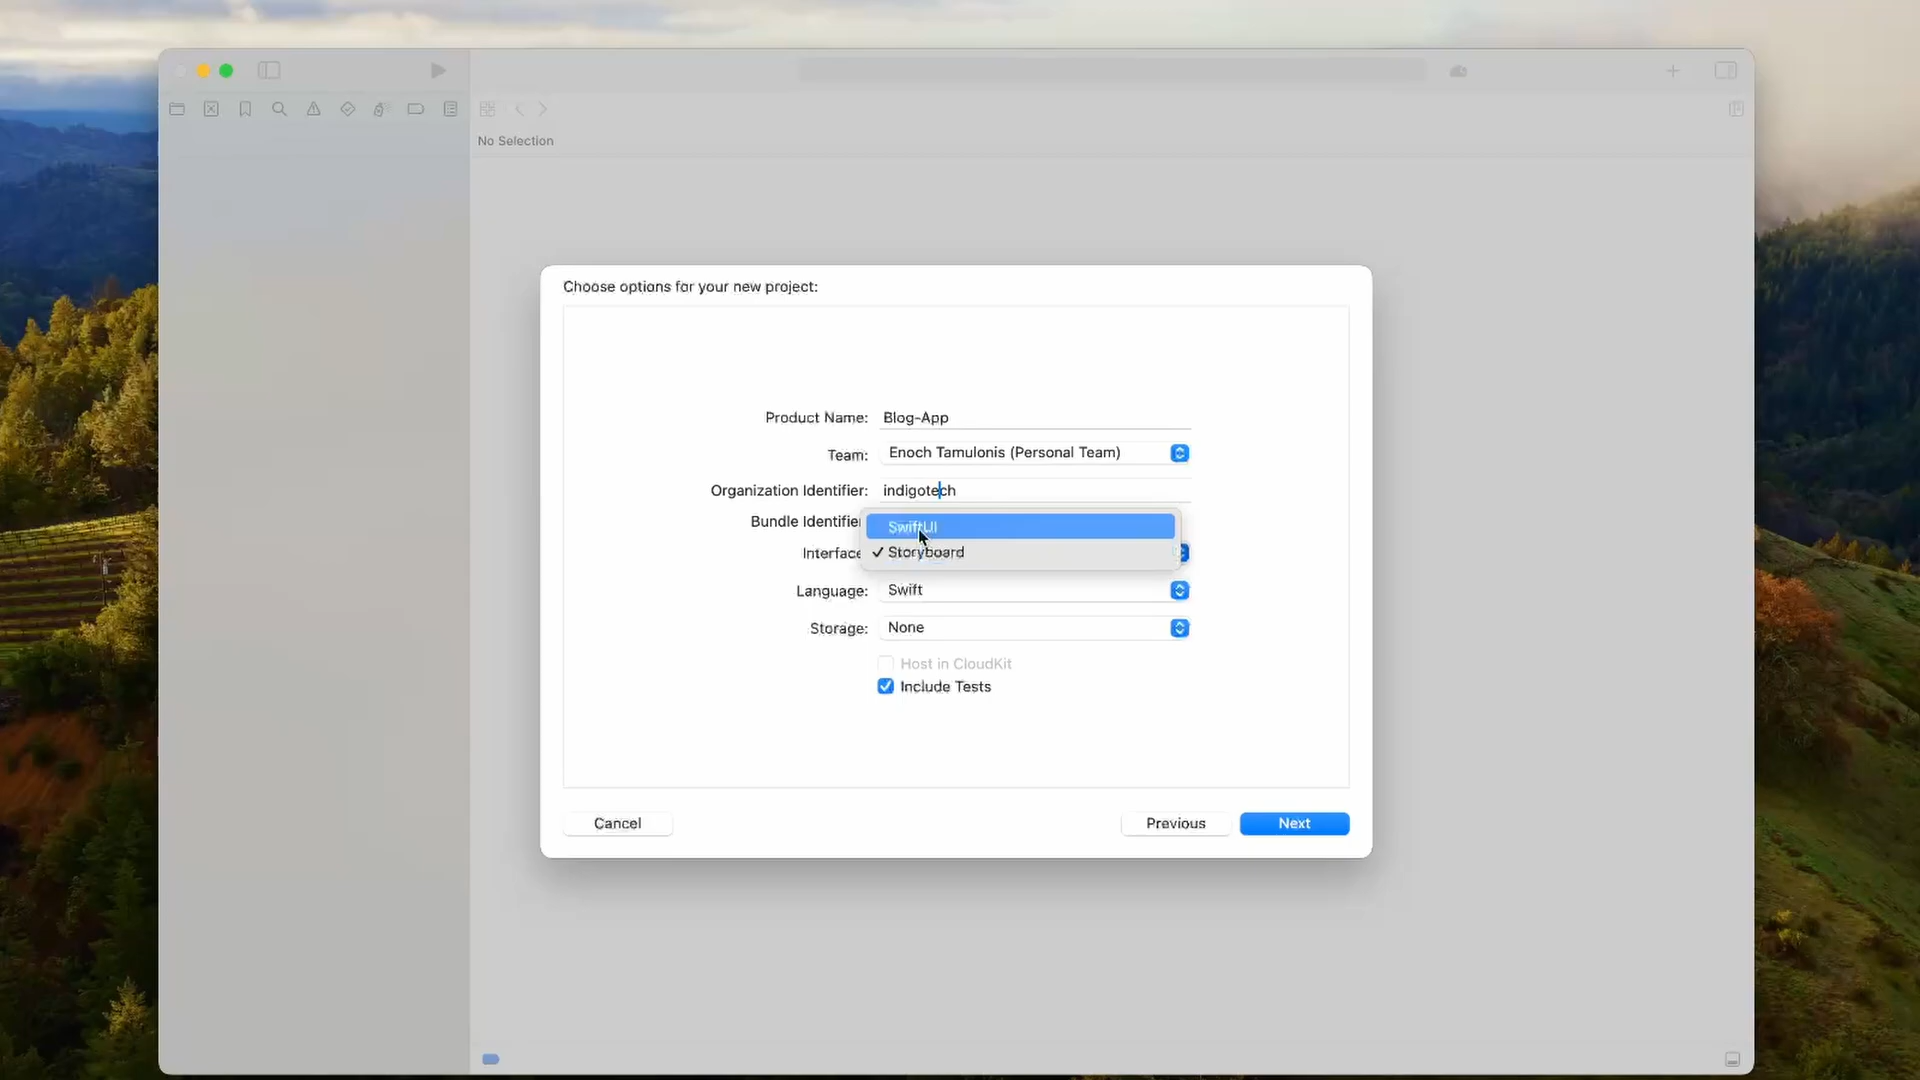 No Selection
Choose options for your new project:
Product Name: Blog-App
Team: Enoch Tamulonis (Personal Team)
Organization Identifier: indigotech
Bundle Identifie
SwiftUI
Interface ✓ Storyboard
Language: Swift
Storage: None
Host in CloudKit
Include Tests
Cancel Previous Next